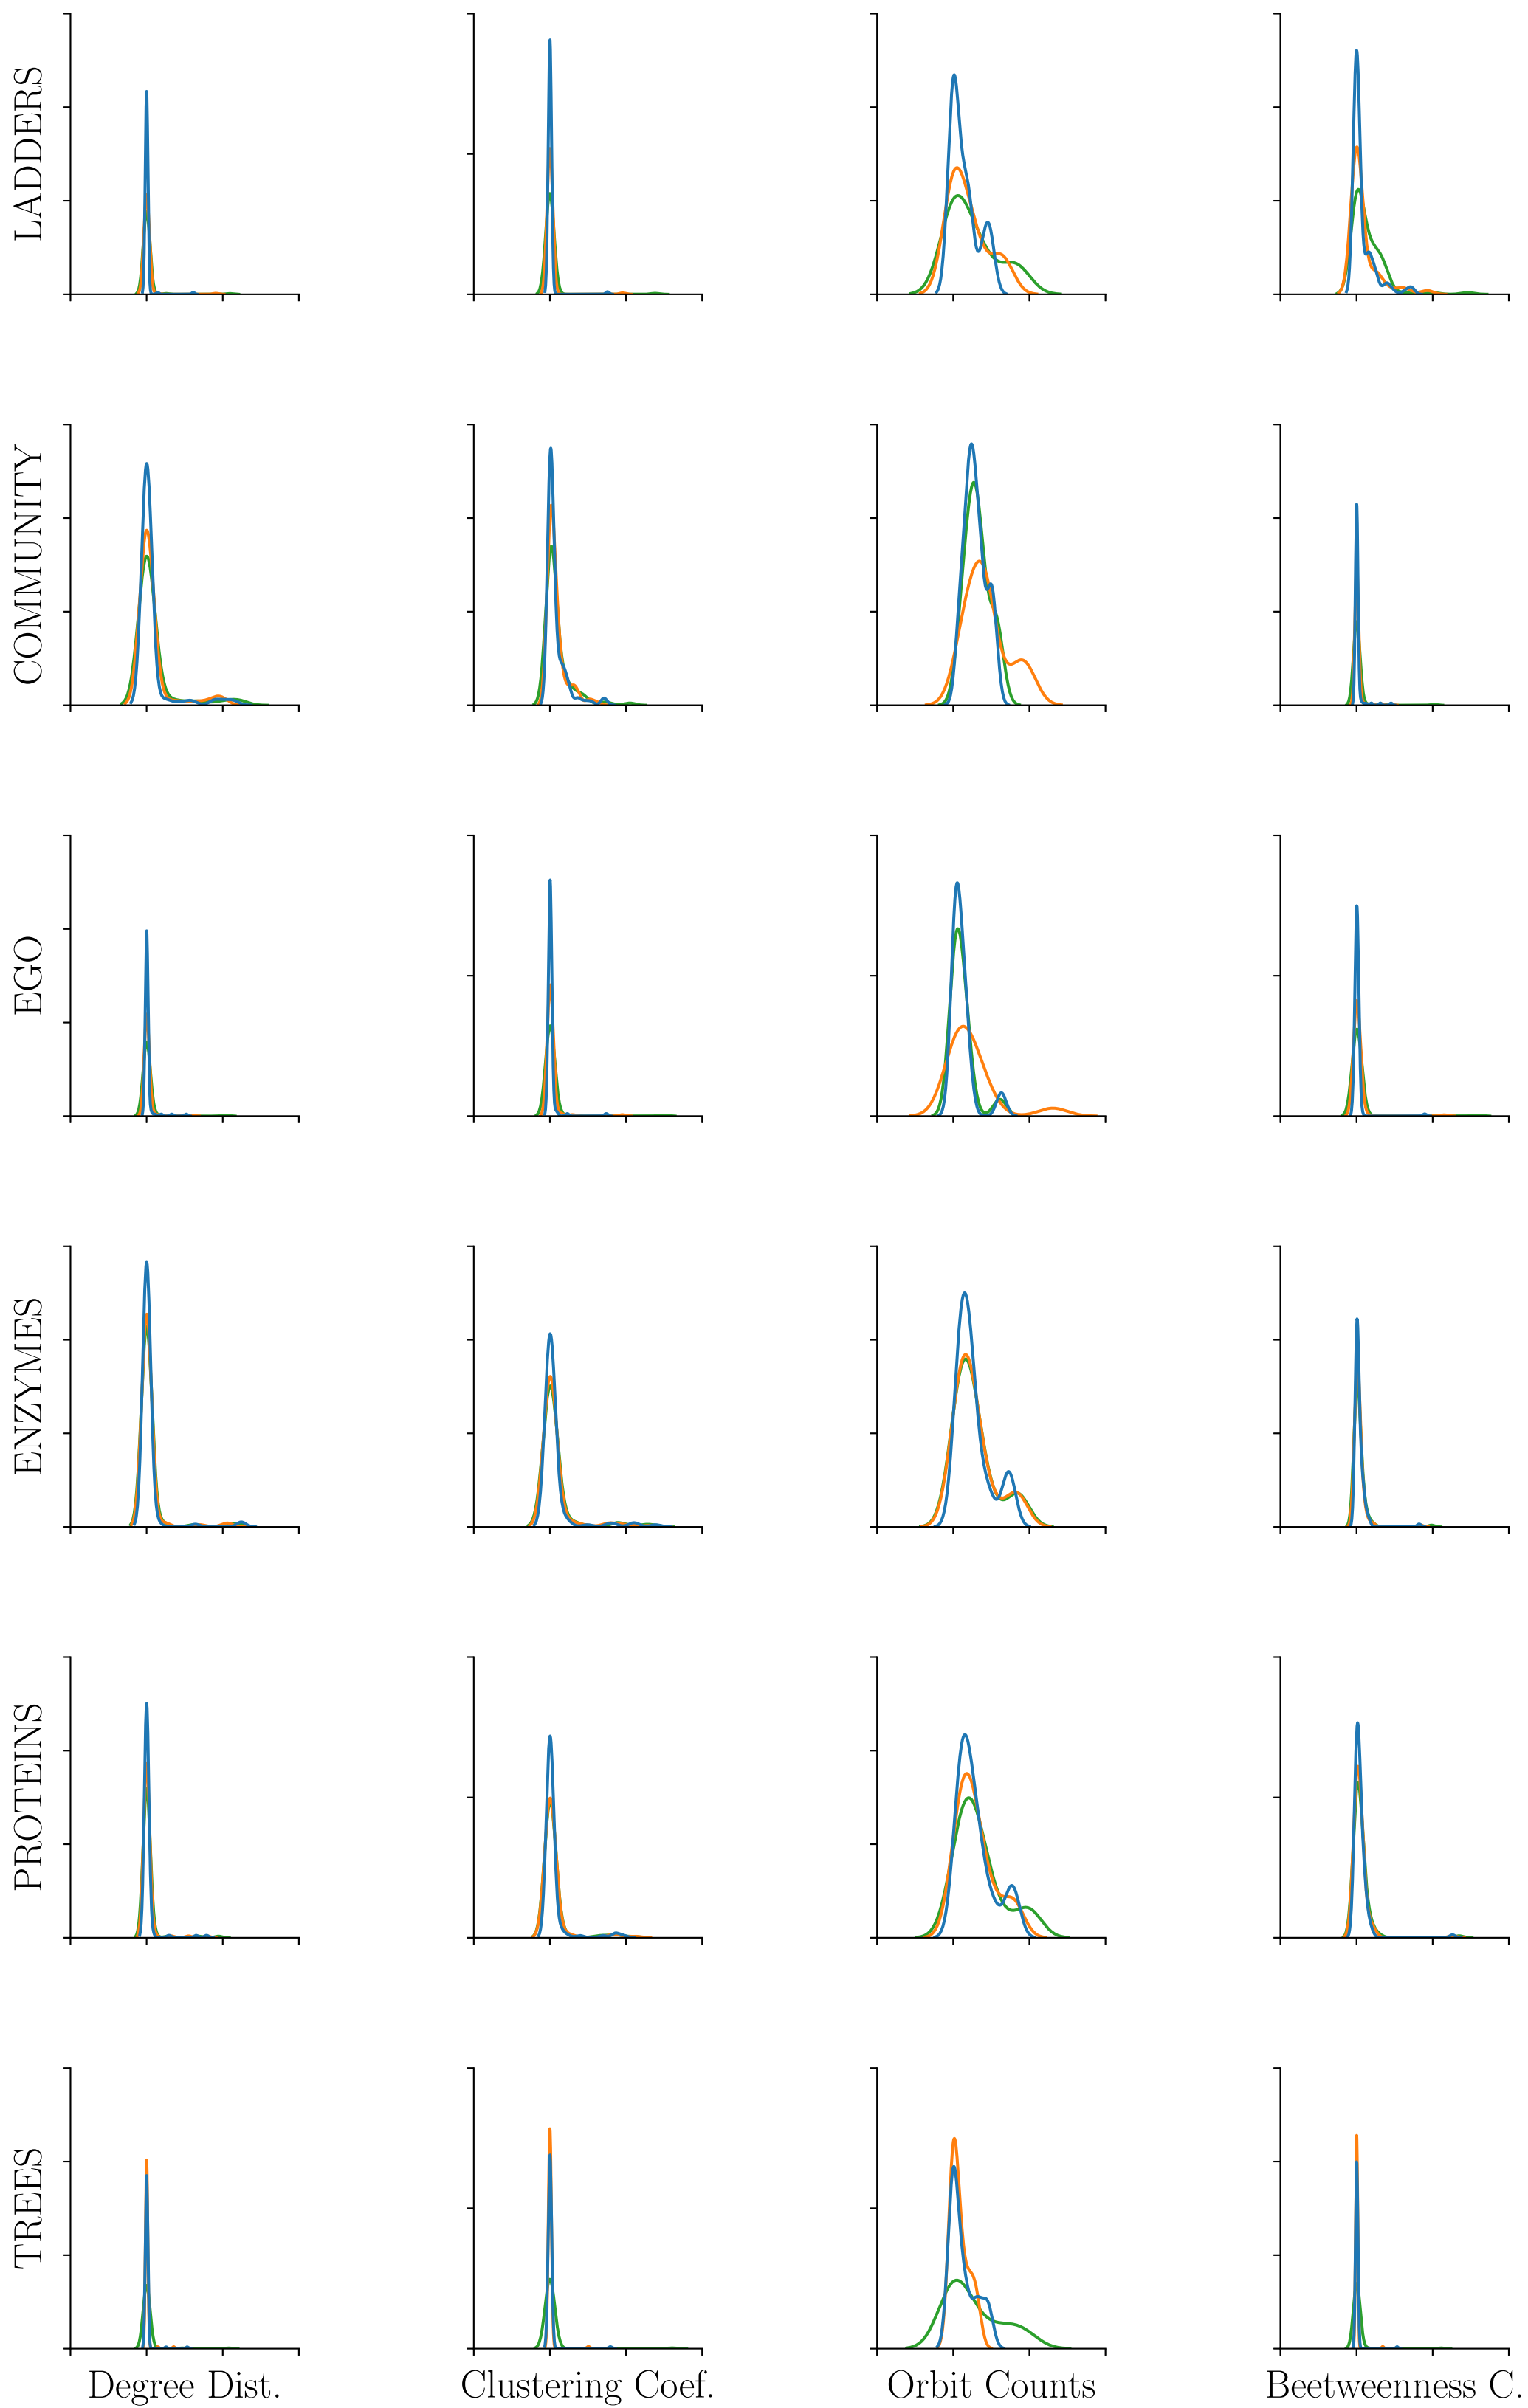 LADDERS
COMMUNITY
EGO
ENZYMES
PROTEINS
TREES
Degree Dist.
Clustering Coef.
Orbit Counts
Beetweenness C.